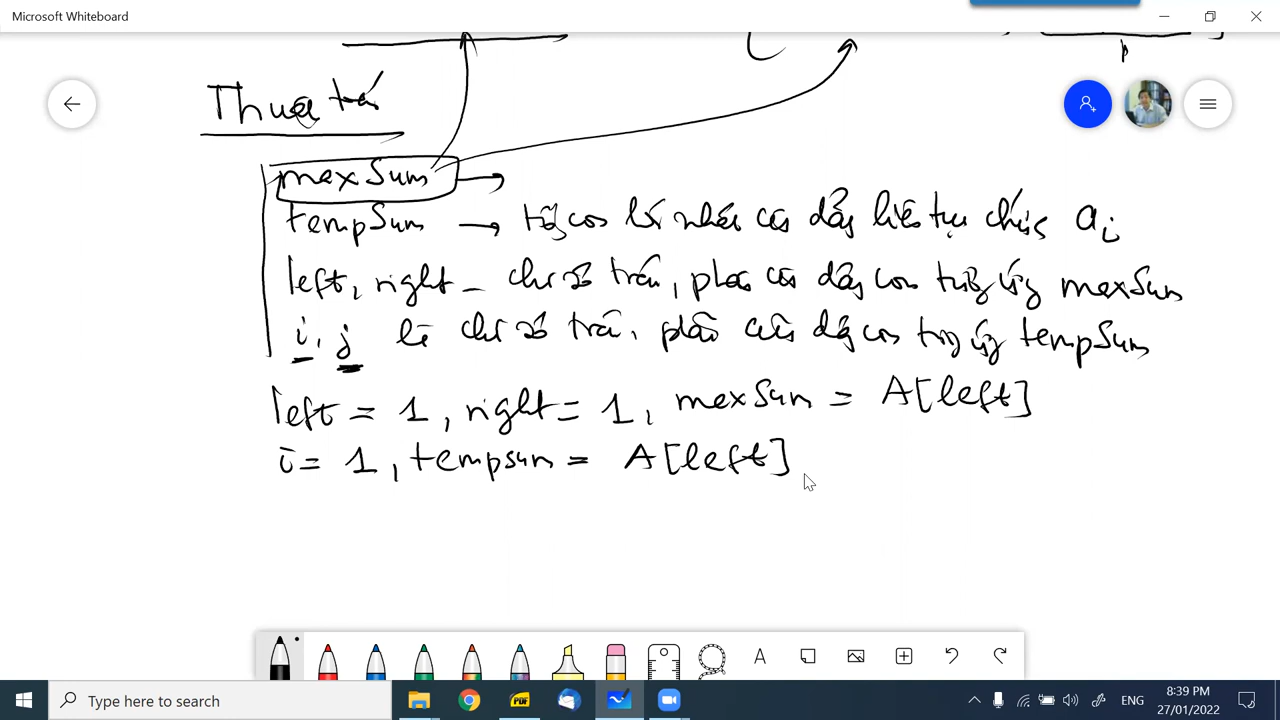 Microsoft Whiteboard
Thuật toán
maxSum →
tempSum → tổng con lớn nhất của dãy liên tục chứa ai
left, right – chỉ số trái, phải của dãy con tương ứng maxSum
i, j là chỉ số trái, phải của dãy con tương ứng tempSum
left = 1, right = 1, maxSum = A[left]
i = 1, tempsum = A[left]
A
Type here to search
PDF
ENG
8:39 PM
27/01/2022